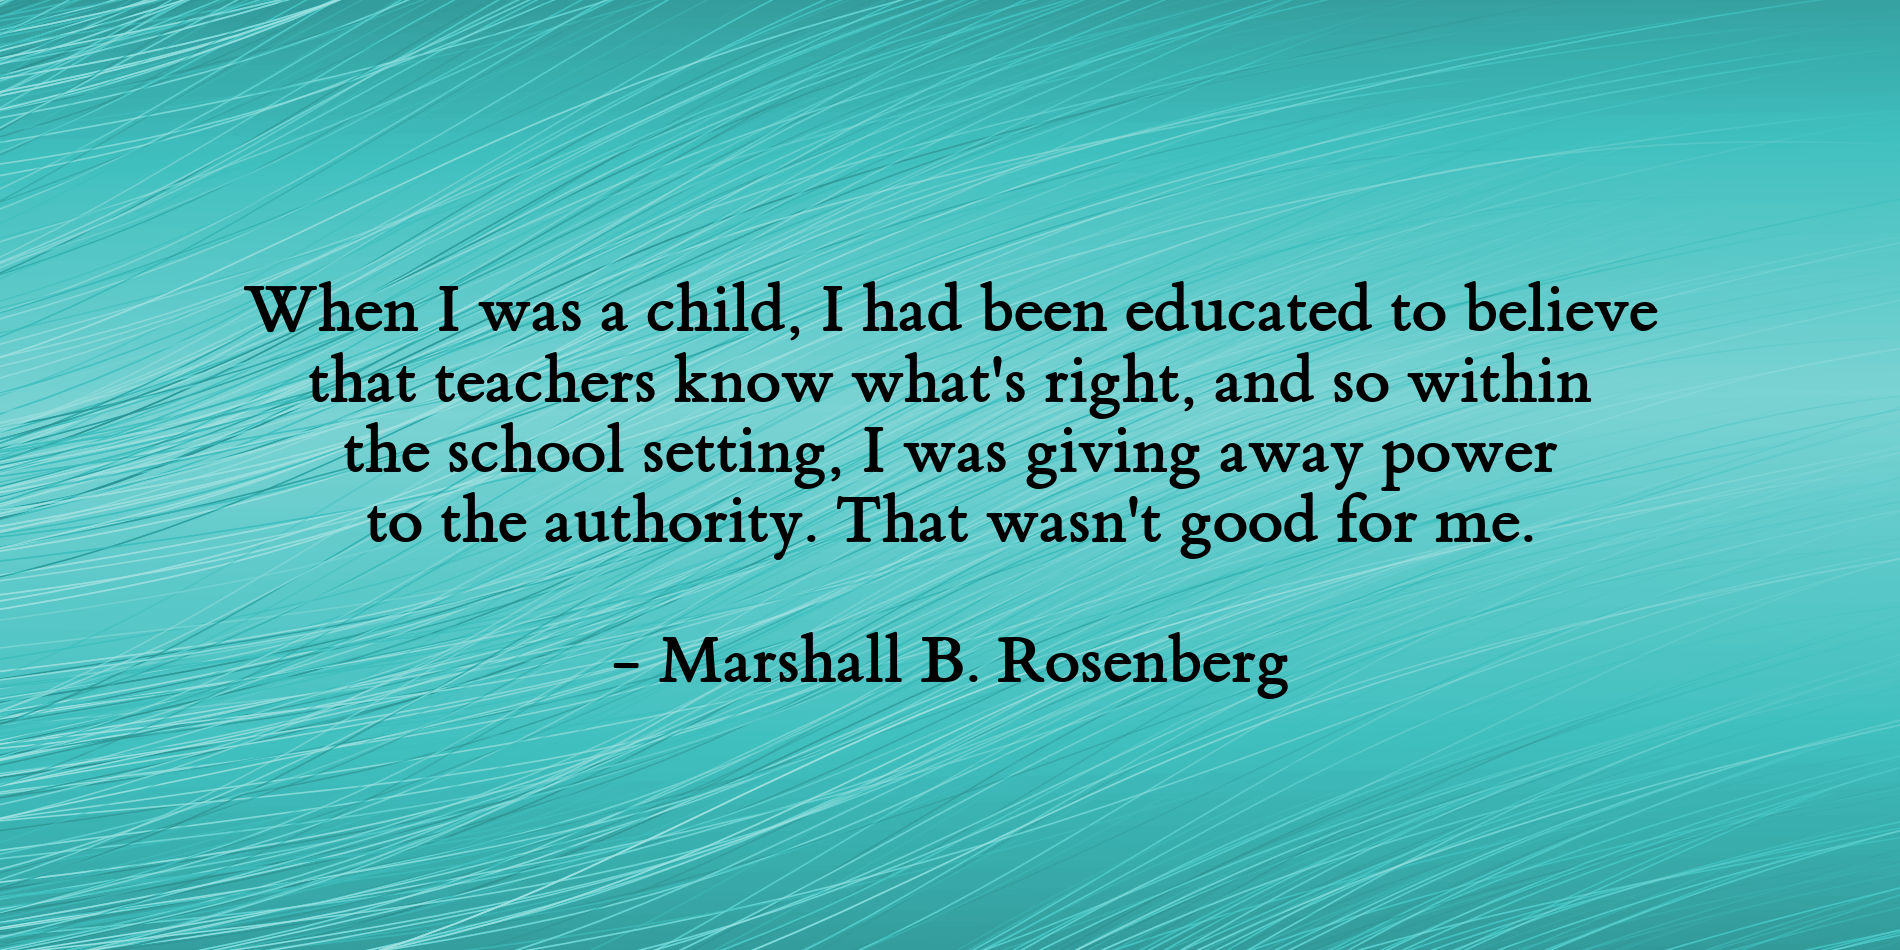 When I was a child, I had been educated to believe
that teachers know what's right, and so within
the school setting, I was giving away power
to the authority. That wasn't good for me.
– Marshall B. Rosenberg